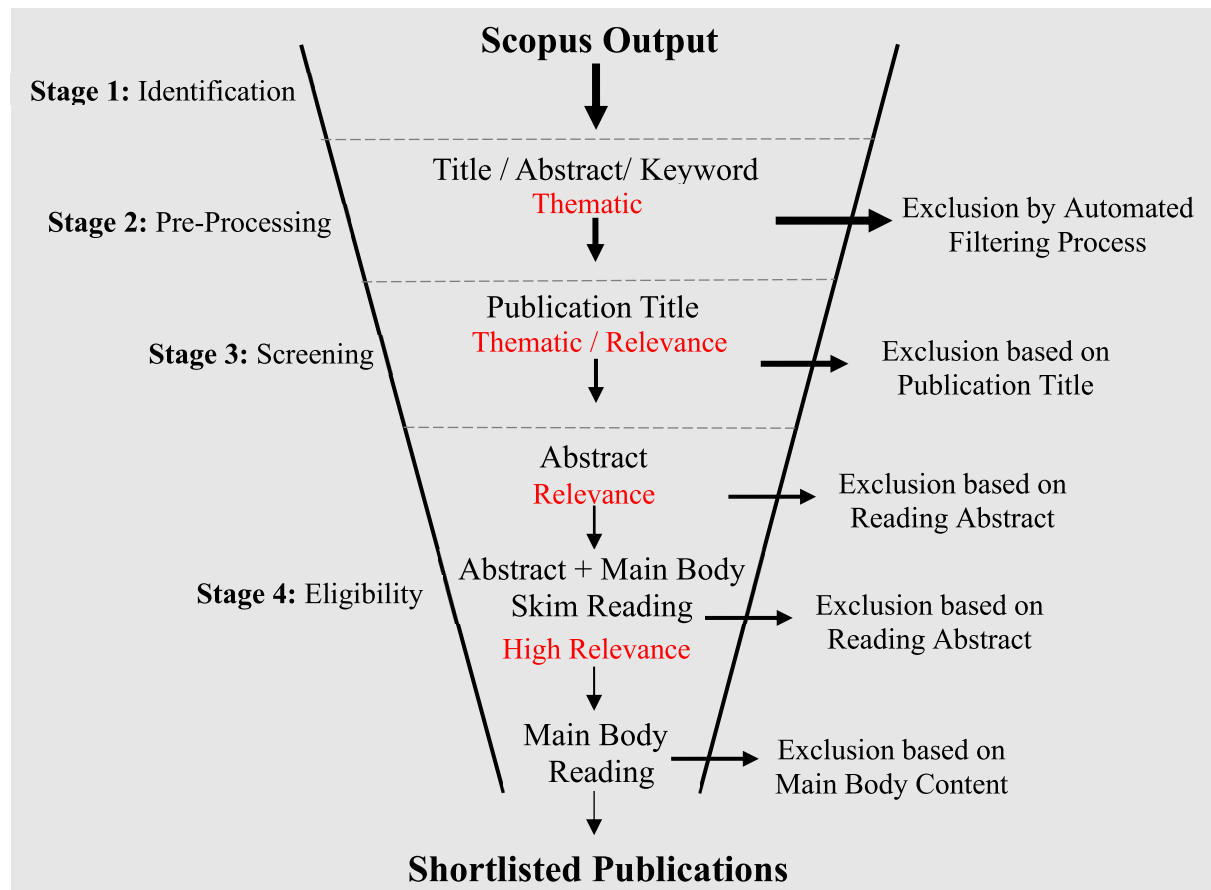 Scopus Output
Stage 1: Identification
Title / Abstract/ Keyword
Thematic
Stage 2: Pre-Processing
Exclusion by Automated
Filtering Process
Publication Title
Thematic / Relevance
Stage 3: Screening
Exclusion based on
Publication Title
Abstract
Relevance
Exclusion based on
Reading Abstract
Abstract + Main Body
Skim Reading
High Relevance
Stage 4: Eligibility
Exclusion based on
Reading Abstract
Main Body
Reading
Exclusion based on
Main Body Content
Shortlisted Publications